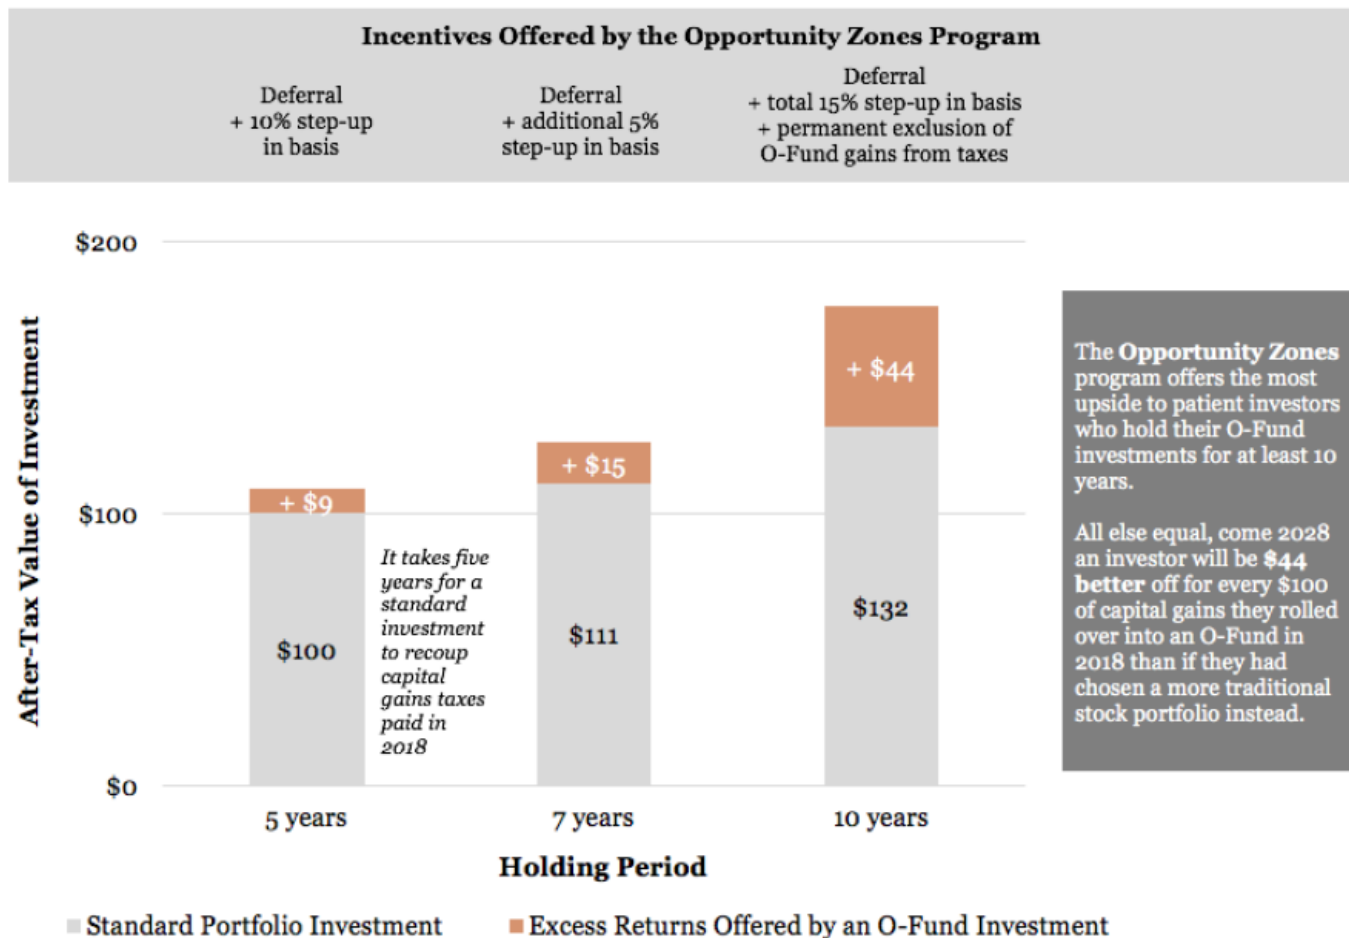 Incentives Offered by the Opportunity Zones Program
Deferral
+ 10% step-up
in basis
Deferral
+ additional 5%
step-up in basis
Deferral
+ total 15% step-up in basis
+ permanent exclusion of
O-Fund gains from taxes
After-Tax Value of Investment
$200
$100
$0
+ $9
$100
It takes five
years for a
standard
investment
to recoup
capital
gains taxes
paid in
2018
+ $15
$111
+ $44
$132
5 years
7 years
10 years
Holding Period
Standard Portfolio Investment
Excess Returns Offered by an O-Fund Investment
The Opportunity Zones
program offers the most
upside to patient investors
who hold their O-Fund
investments for at least 10
years.
All else equal, come 2028
an investor will be $44
better off for every $100
of capital gains they rolled
over into an O-Fund in
2018 than if they had
chosen a more traditional
stock portfolio instead.